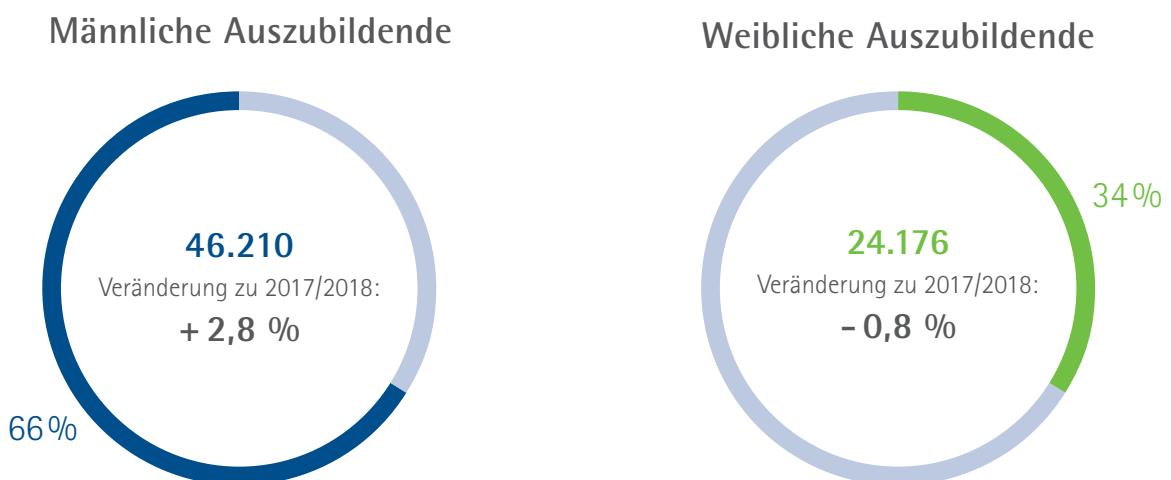 Männliche Auszubildende
46.210
Veränderung zu 2017/2018:
+ 2,8 %
66 %
Weibliche Auszubildende
34 %
24.176
Veränderung zu 2017/2018:
- 0,8 %